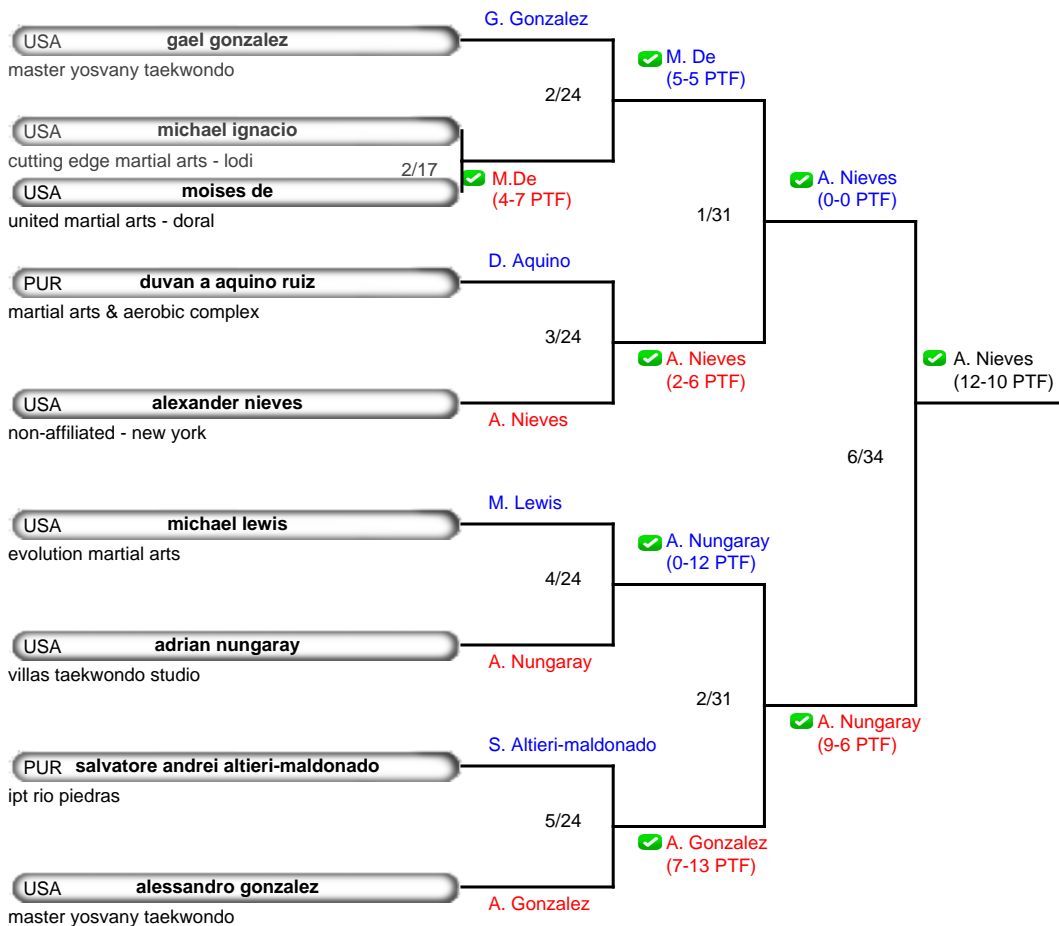 G. Gonzalez
USA gael gonzalez
master yosvany taekwondo
M. De
(5-5 PTF)
2/24
USA michael ignacio
cutting edge martial arts - lodi
2/17
M.De
(4-7 PTF)
USA moises de
united martial arts - doral
A. Nieves
(0-0 PTF)
1/31
D. Aquino
PUR duvan a aquino ruiz
martial arts & aerobic complex
3/24
A. Nieves
(2-6 PTF)
A. Nieves
(12-10 PTF)
USA alexander nieves
non-affiliated - new york
A. Nieves
6/34
M. Lewis
USA michael lewis
evolution martial arts
A. Nungaray
(0-12 PTF)
4/24
USA adrian nungaray
villas taekwondo studio
A. Nungaray
2/31
A. Nungaray
(9-6 PTF)
S. Altieri-maldonado
PUR salvatore andrei altieri-maldonado
ipt rio piedras
5/24
A. Gonzalez
(7-13 PTF)
USA alessandro gonzalez
master yosvany taekwondo
A. Gonzalez